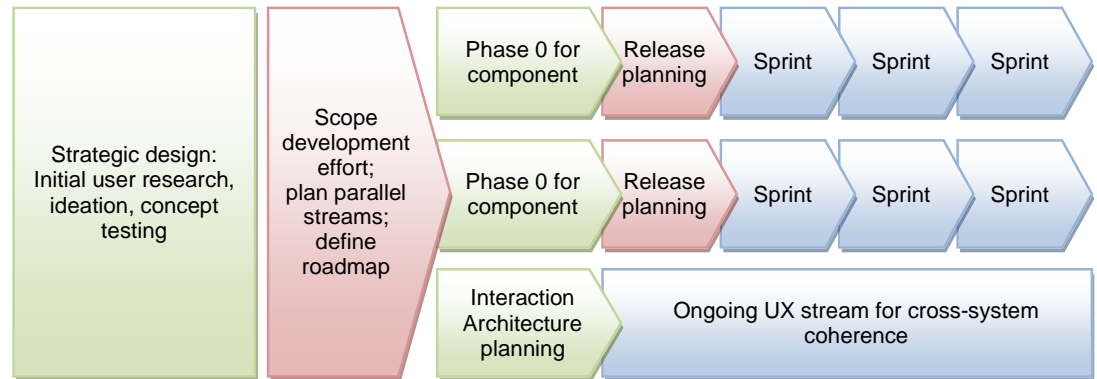 Strategic design:
Initial user research,
ideation, concept
testing
Scope
development
effort;
plan parallel
streams;
define
roadmap
Phase 0 for
component
Release
planning
Sprint
Sprint
Sprint
Phase 0 for
component
Release
planning
Sprint
Sprint
Sprint
Interaction
Architecture
planning
Ongoing UX stream for cross-system
coherence